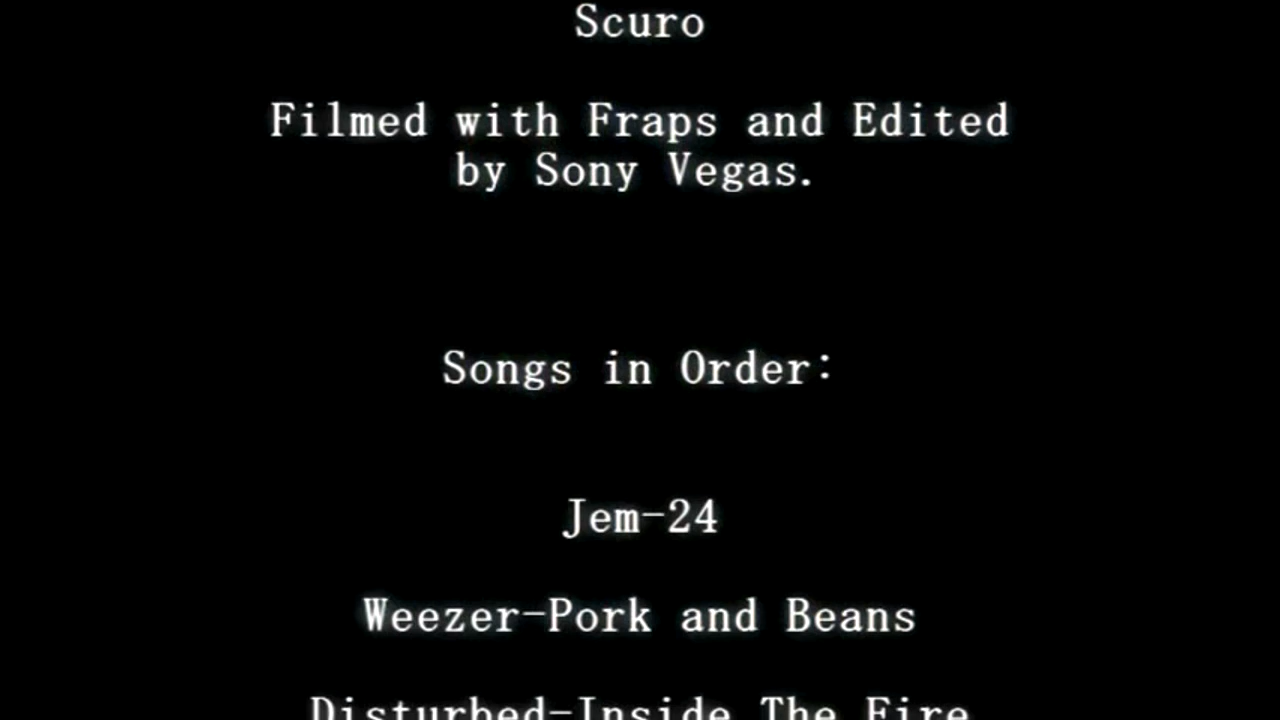 Scuro
Filmed with Fraps and Edited
by Sony Vegas.
Songs in Order:
Jem-24
Weezer-Pork and Beans
Disturbed-Inside The Fire